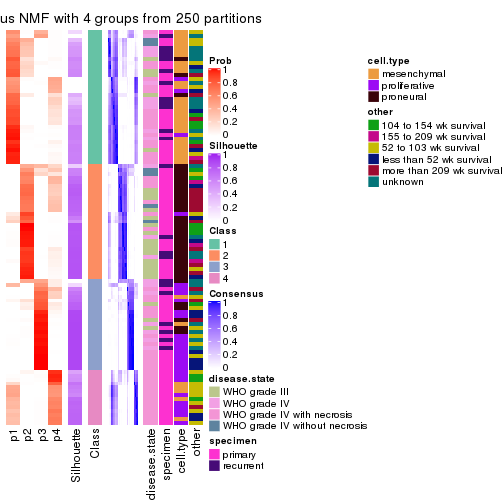 us NMF with 4 groups from 250 partitions
Prob
1
0.8
0.6
0.4
0.2
0
Silhouette
1
0.8
0.6
0.4
0.2
0
Class
1
2
3
4
Consensus
1
0.8
0.6
0.4
0.2
0
disease.state
WHO grade III
WHO grade IV
WHO grade IV with necrosis
WHO grade IV without necrosis
specimen
primary
recurrent
cell.type
mesenchymal
proliferative
proneural
other
104 to 154 wk survival
155 to 209 wk survival
52 to 103 wk survival
less than 52 wk survival
more than 209 wk survival
unknown
p1
p2
p3
p4
Silhouette
Class
disease.state
specimen
cell.type
other